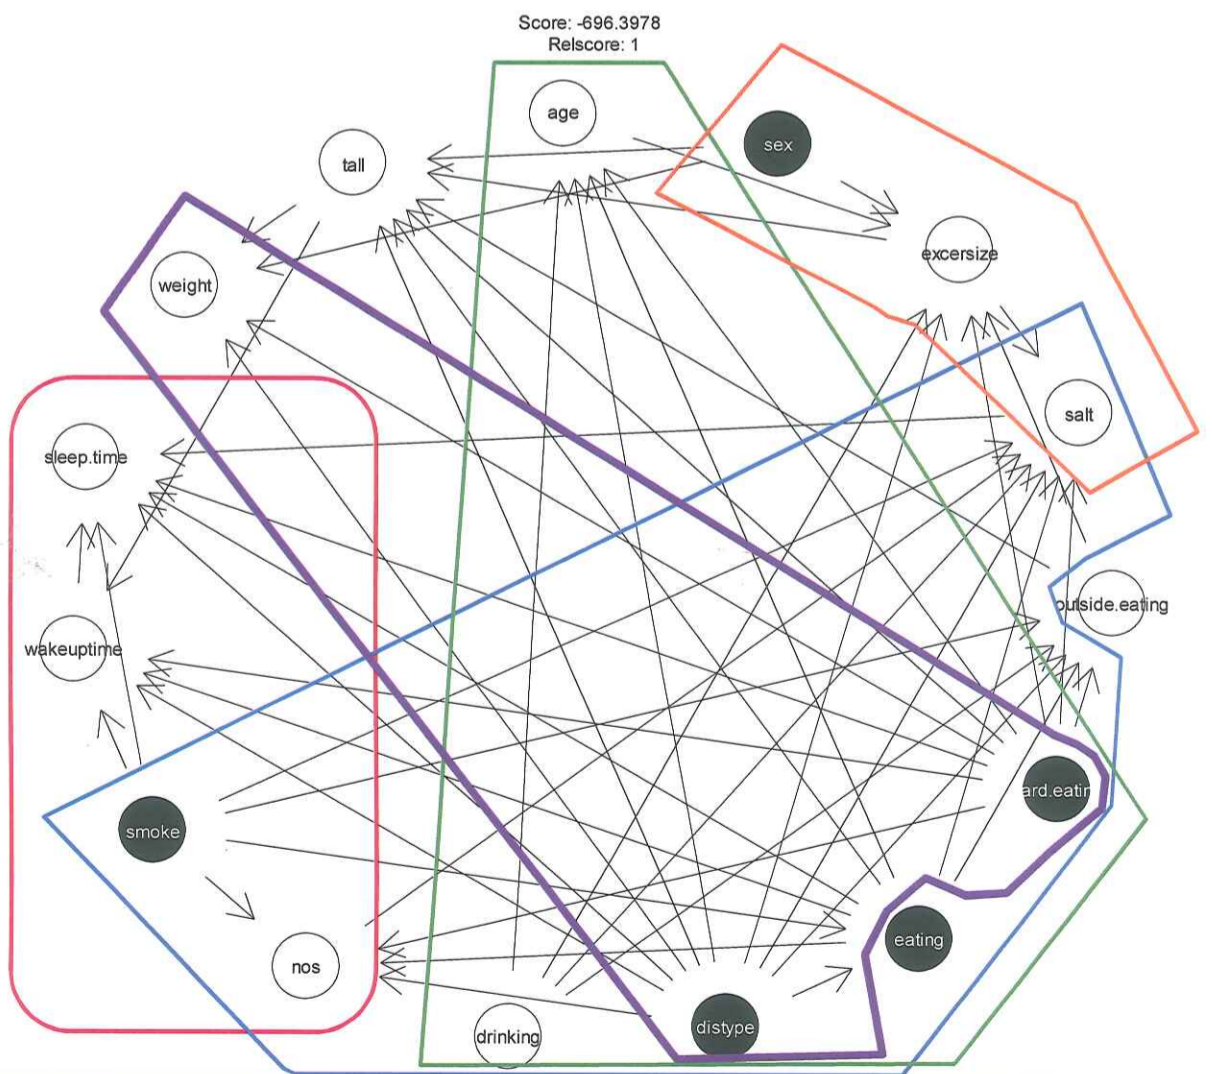 Score: -696.3978
Relscore: 1
age
sex
tall
excersize
weight
salt
sleep.time
outside.eating
wakeuptime
ard.eatin
smoke
eating
nos
distype
drinking